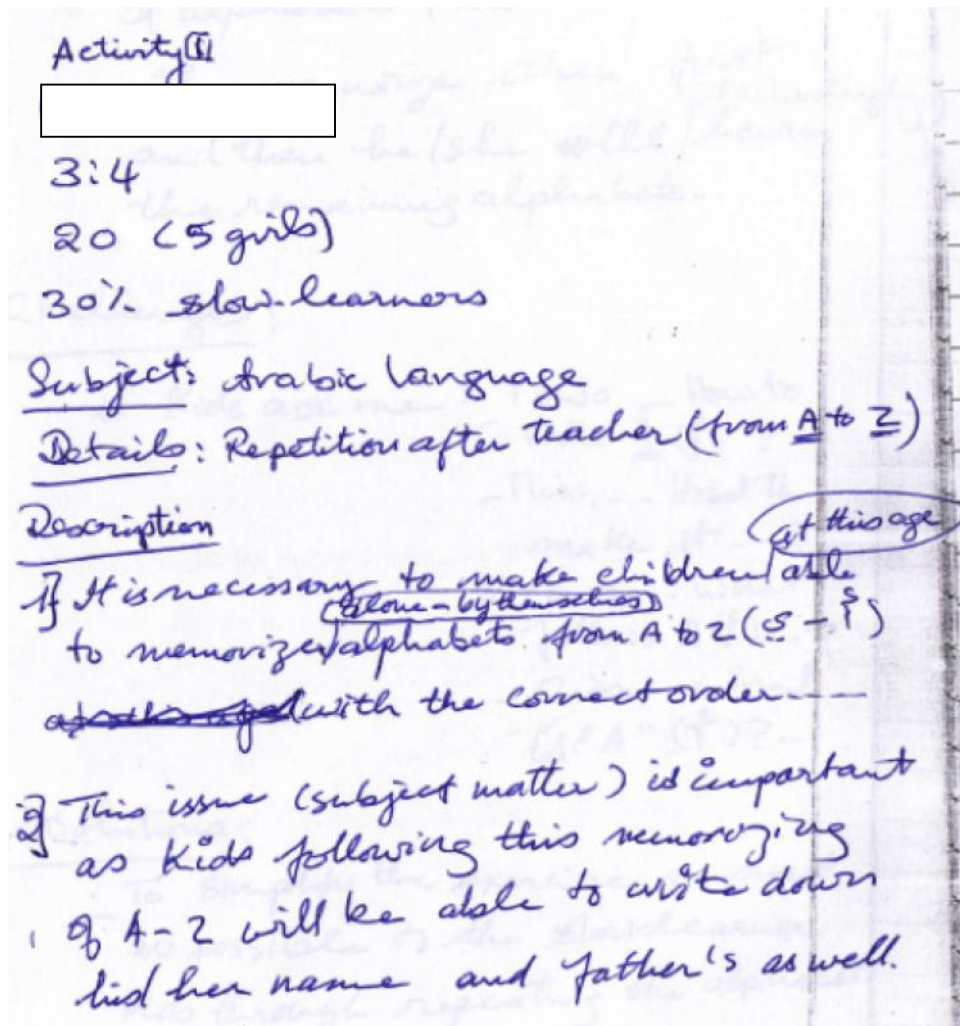 Activity (1)
3:4
20 (5 girls)
30% slow-learners
Subject: Arabic Language
Details: Repetition after teacher (from A to Z)
Description
at this age
1] It is necessary to make children able
(alone - by themselves)
to memorize alphabets from A to Z (أ - ي)
with the correct order.
2] This issue (subject matter) is important
as Kids following this memorizing
of A-Z will be able to write down
his/her name and father's as well.